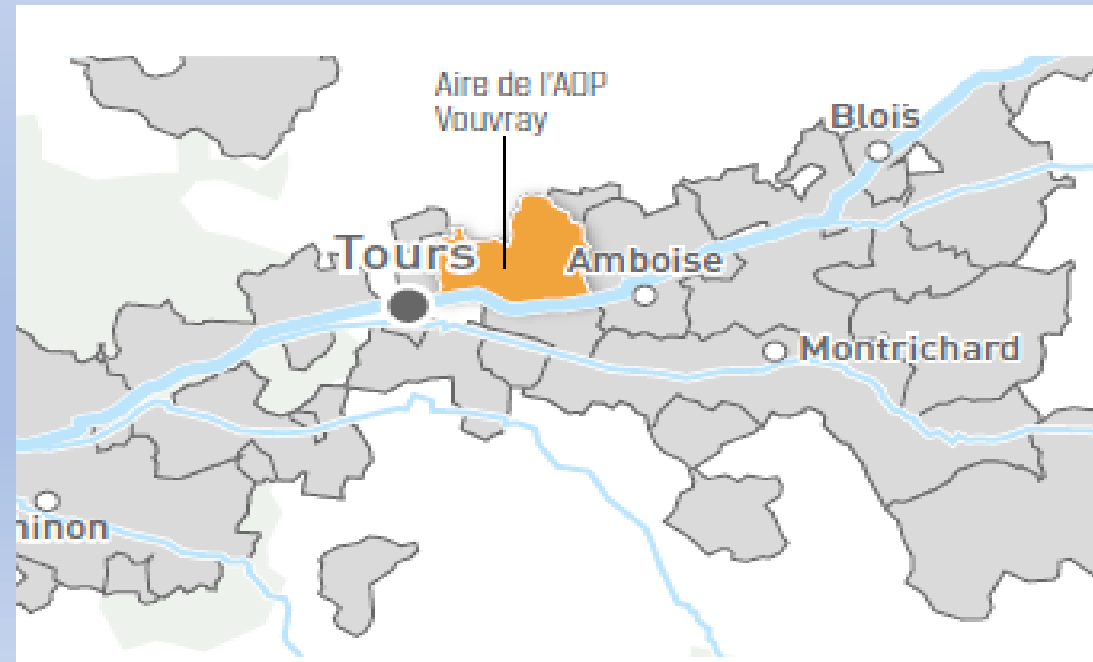 Aire de l'AOP
Vouvray
Blois
Tours
Amboise
Montrichard
hinon